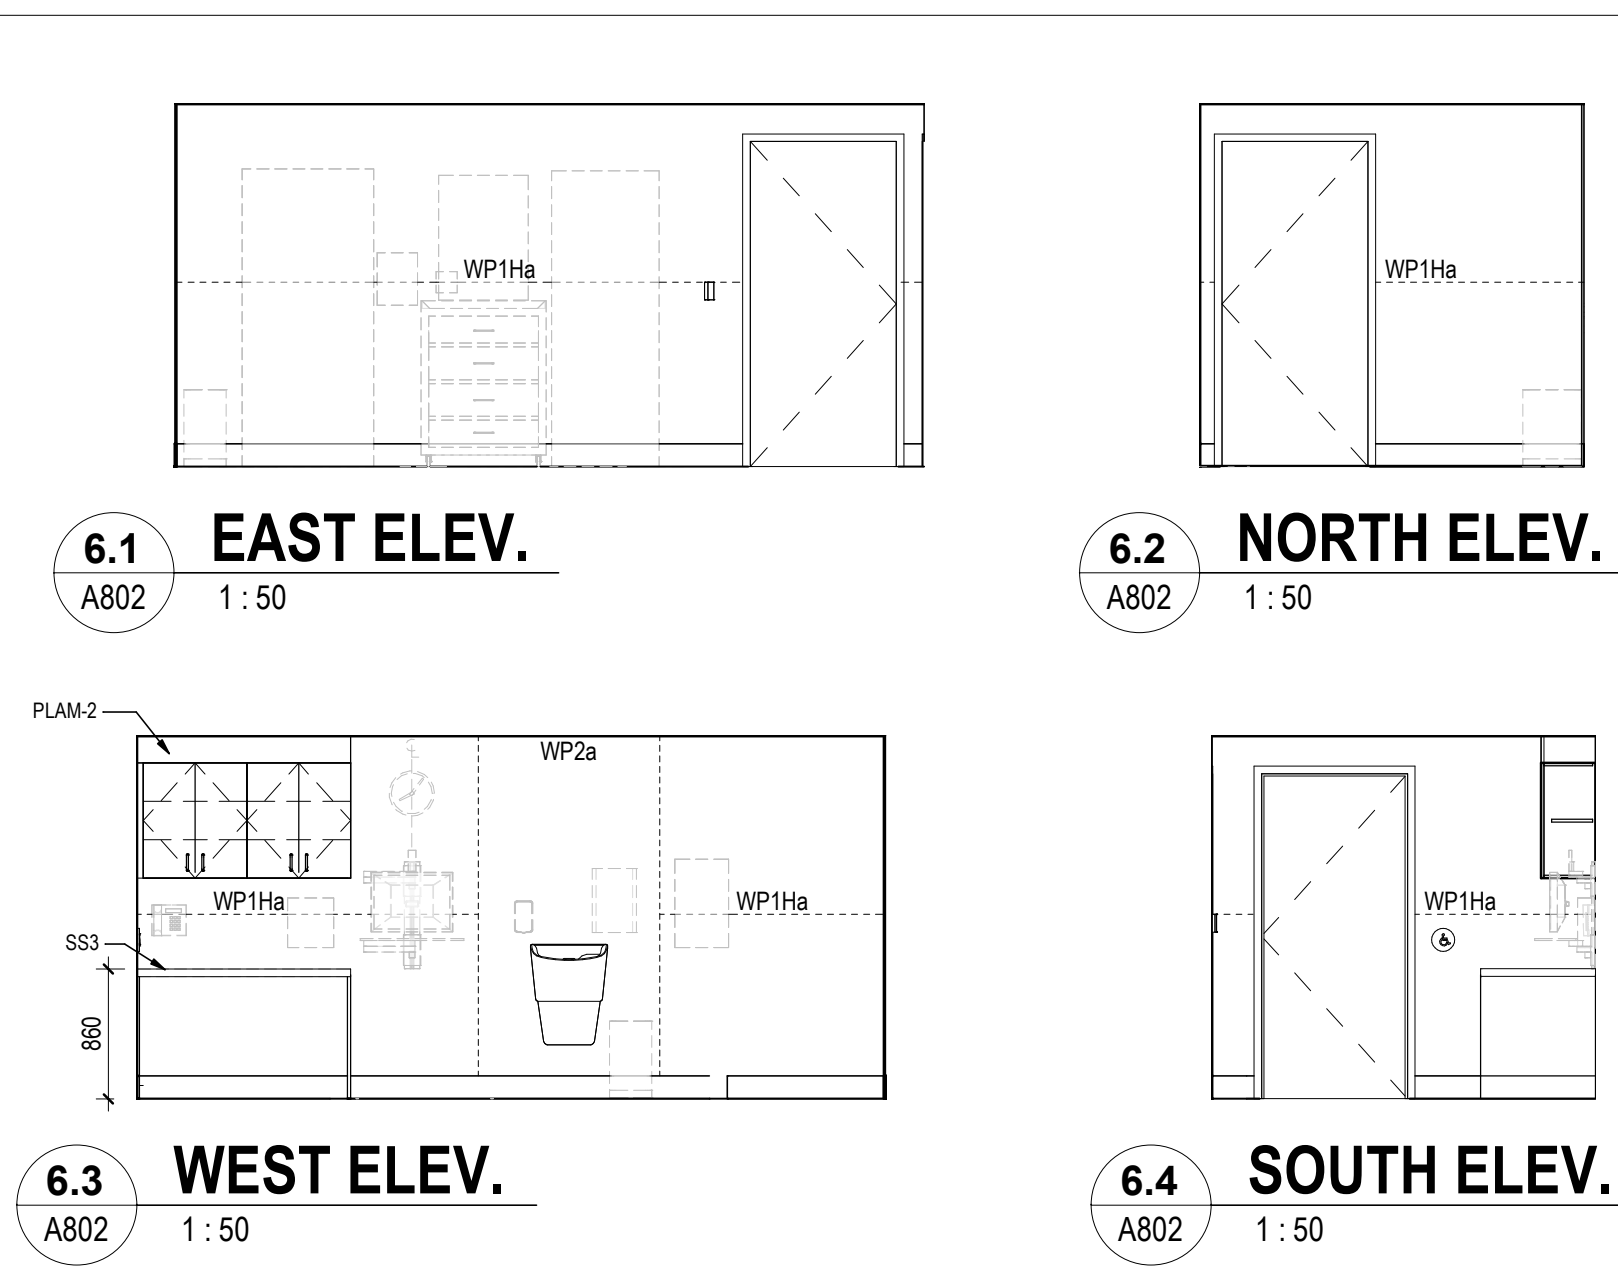 WP1Ha
WP1Ha
6.1
A802
EAST ELEV.
1 : 50
6.2
A802
NORTH ELEV.
1 : 50
PLAM-2
WP2a
WP1Ha
WP1Ha
SS3
860
WP1Ha
6.3
A802
WEST ELEV.
1 : 50
6.4
A802
SOUTH ELEV.
1 : 50